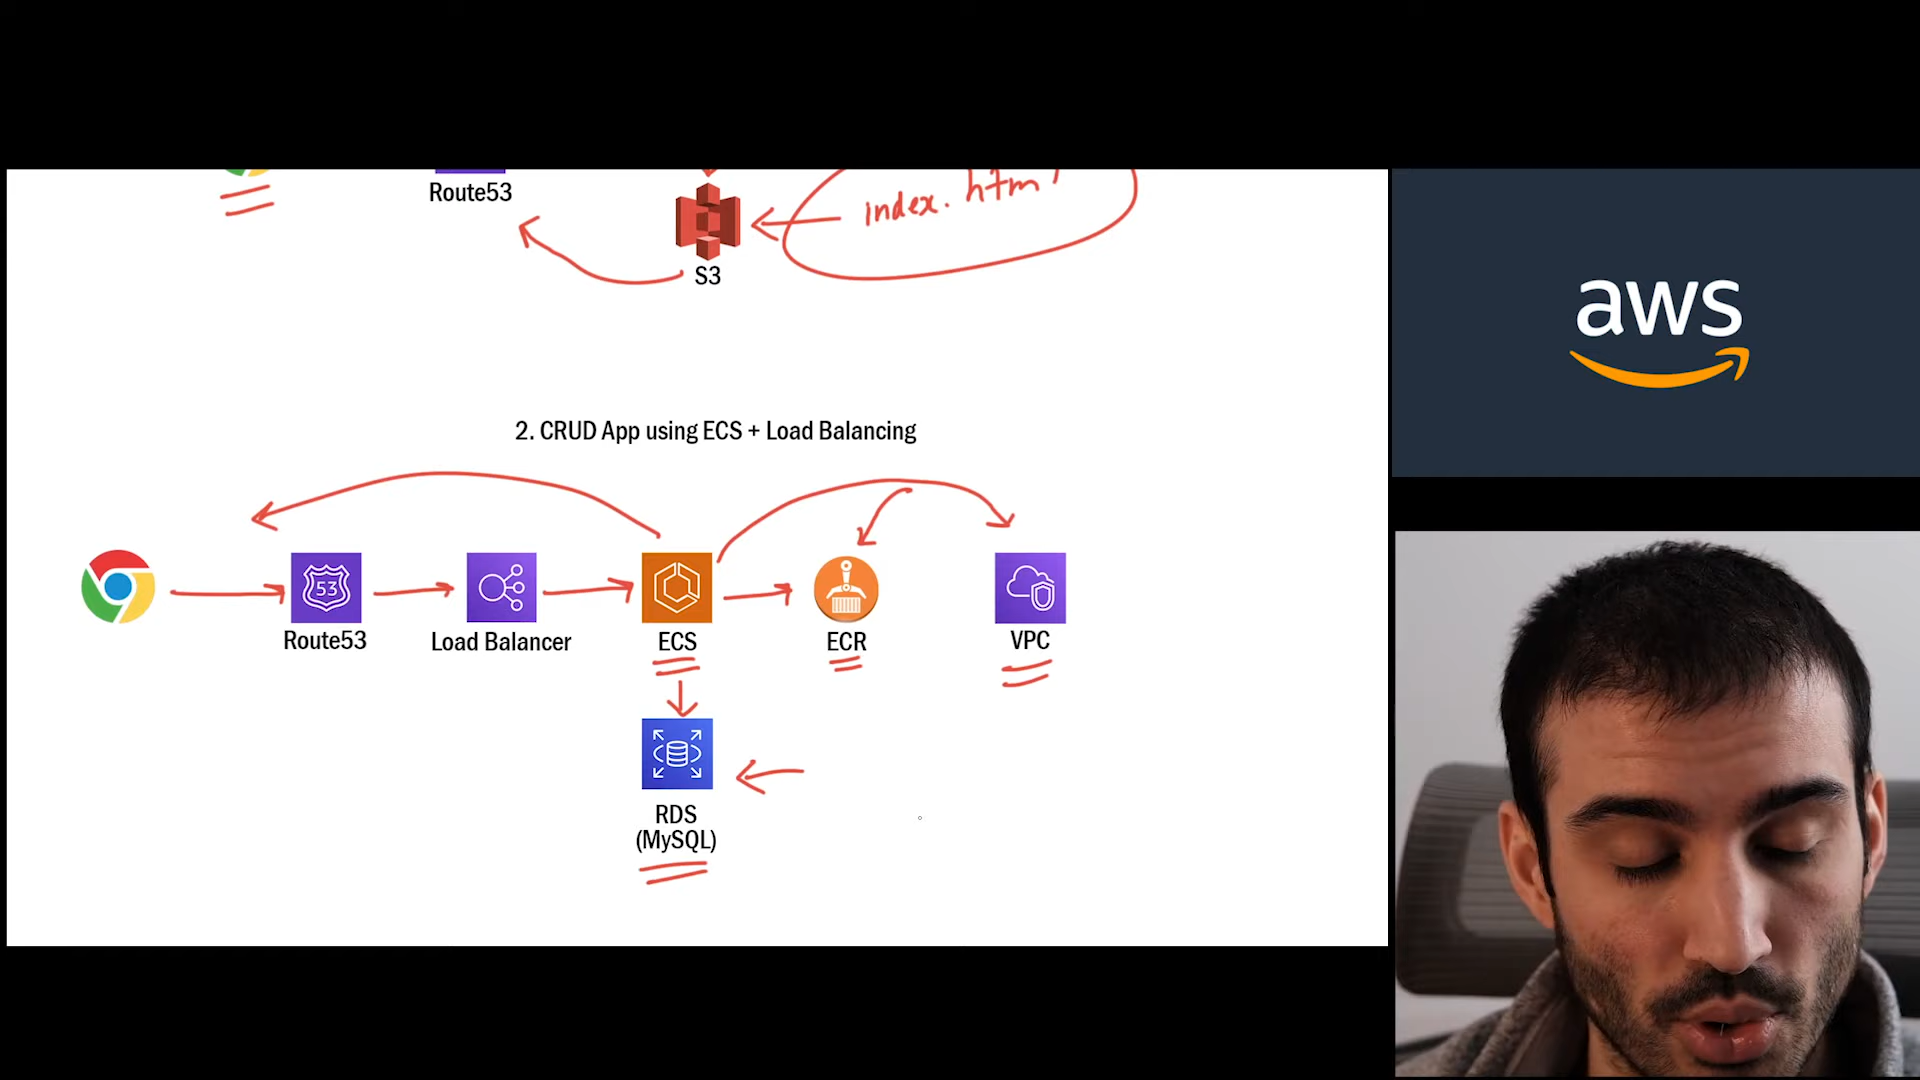 Route53
index. html
S3
aws
2. CRUD App using ECS + Load Balancing
53
Route53
Load Balancer
ECS
ECR
VPC
RDS
(MySQL)